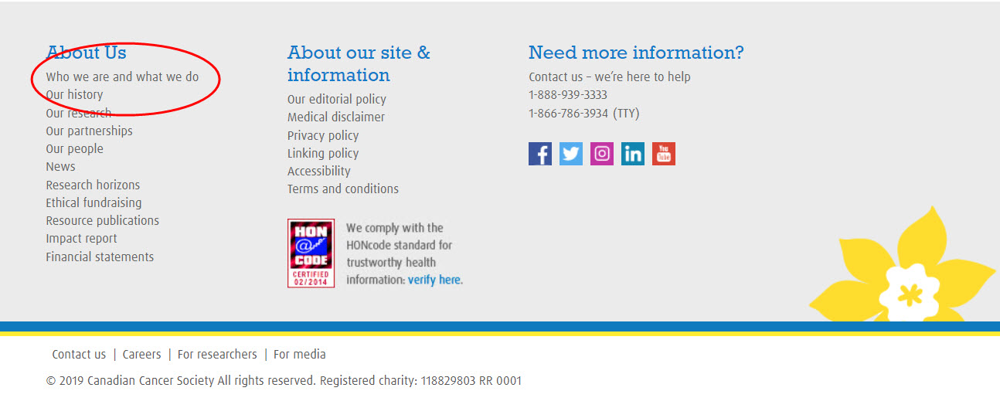 About Us
Who we are and what we do
Our history
Our research
Our partnerships
Our people
News
Research horizons
Ethical fundraising
Resource publications
Impact report
Financial statements
About our site &
information
Our editorial policy
Medical disclaimer
Privacy policy
Linking policy
Accessibility
Terms and conditions
HON
@
CODE
CERTIFIED
02/2014
We comply with the
HONcode standard for
trustworthy health
information: verify here.
Need more information?
Contact us – we’re here to help
1-888-939-3333
1-866-786-3934 (TTY)
f
in
You
Tube
Contact us | Careers | For researchers | For media
© 2019 Canadian Cancer Society All rights reserved. Registered charity: 118829803 RR 0001